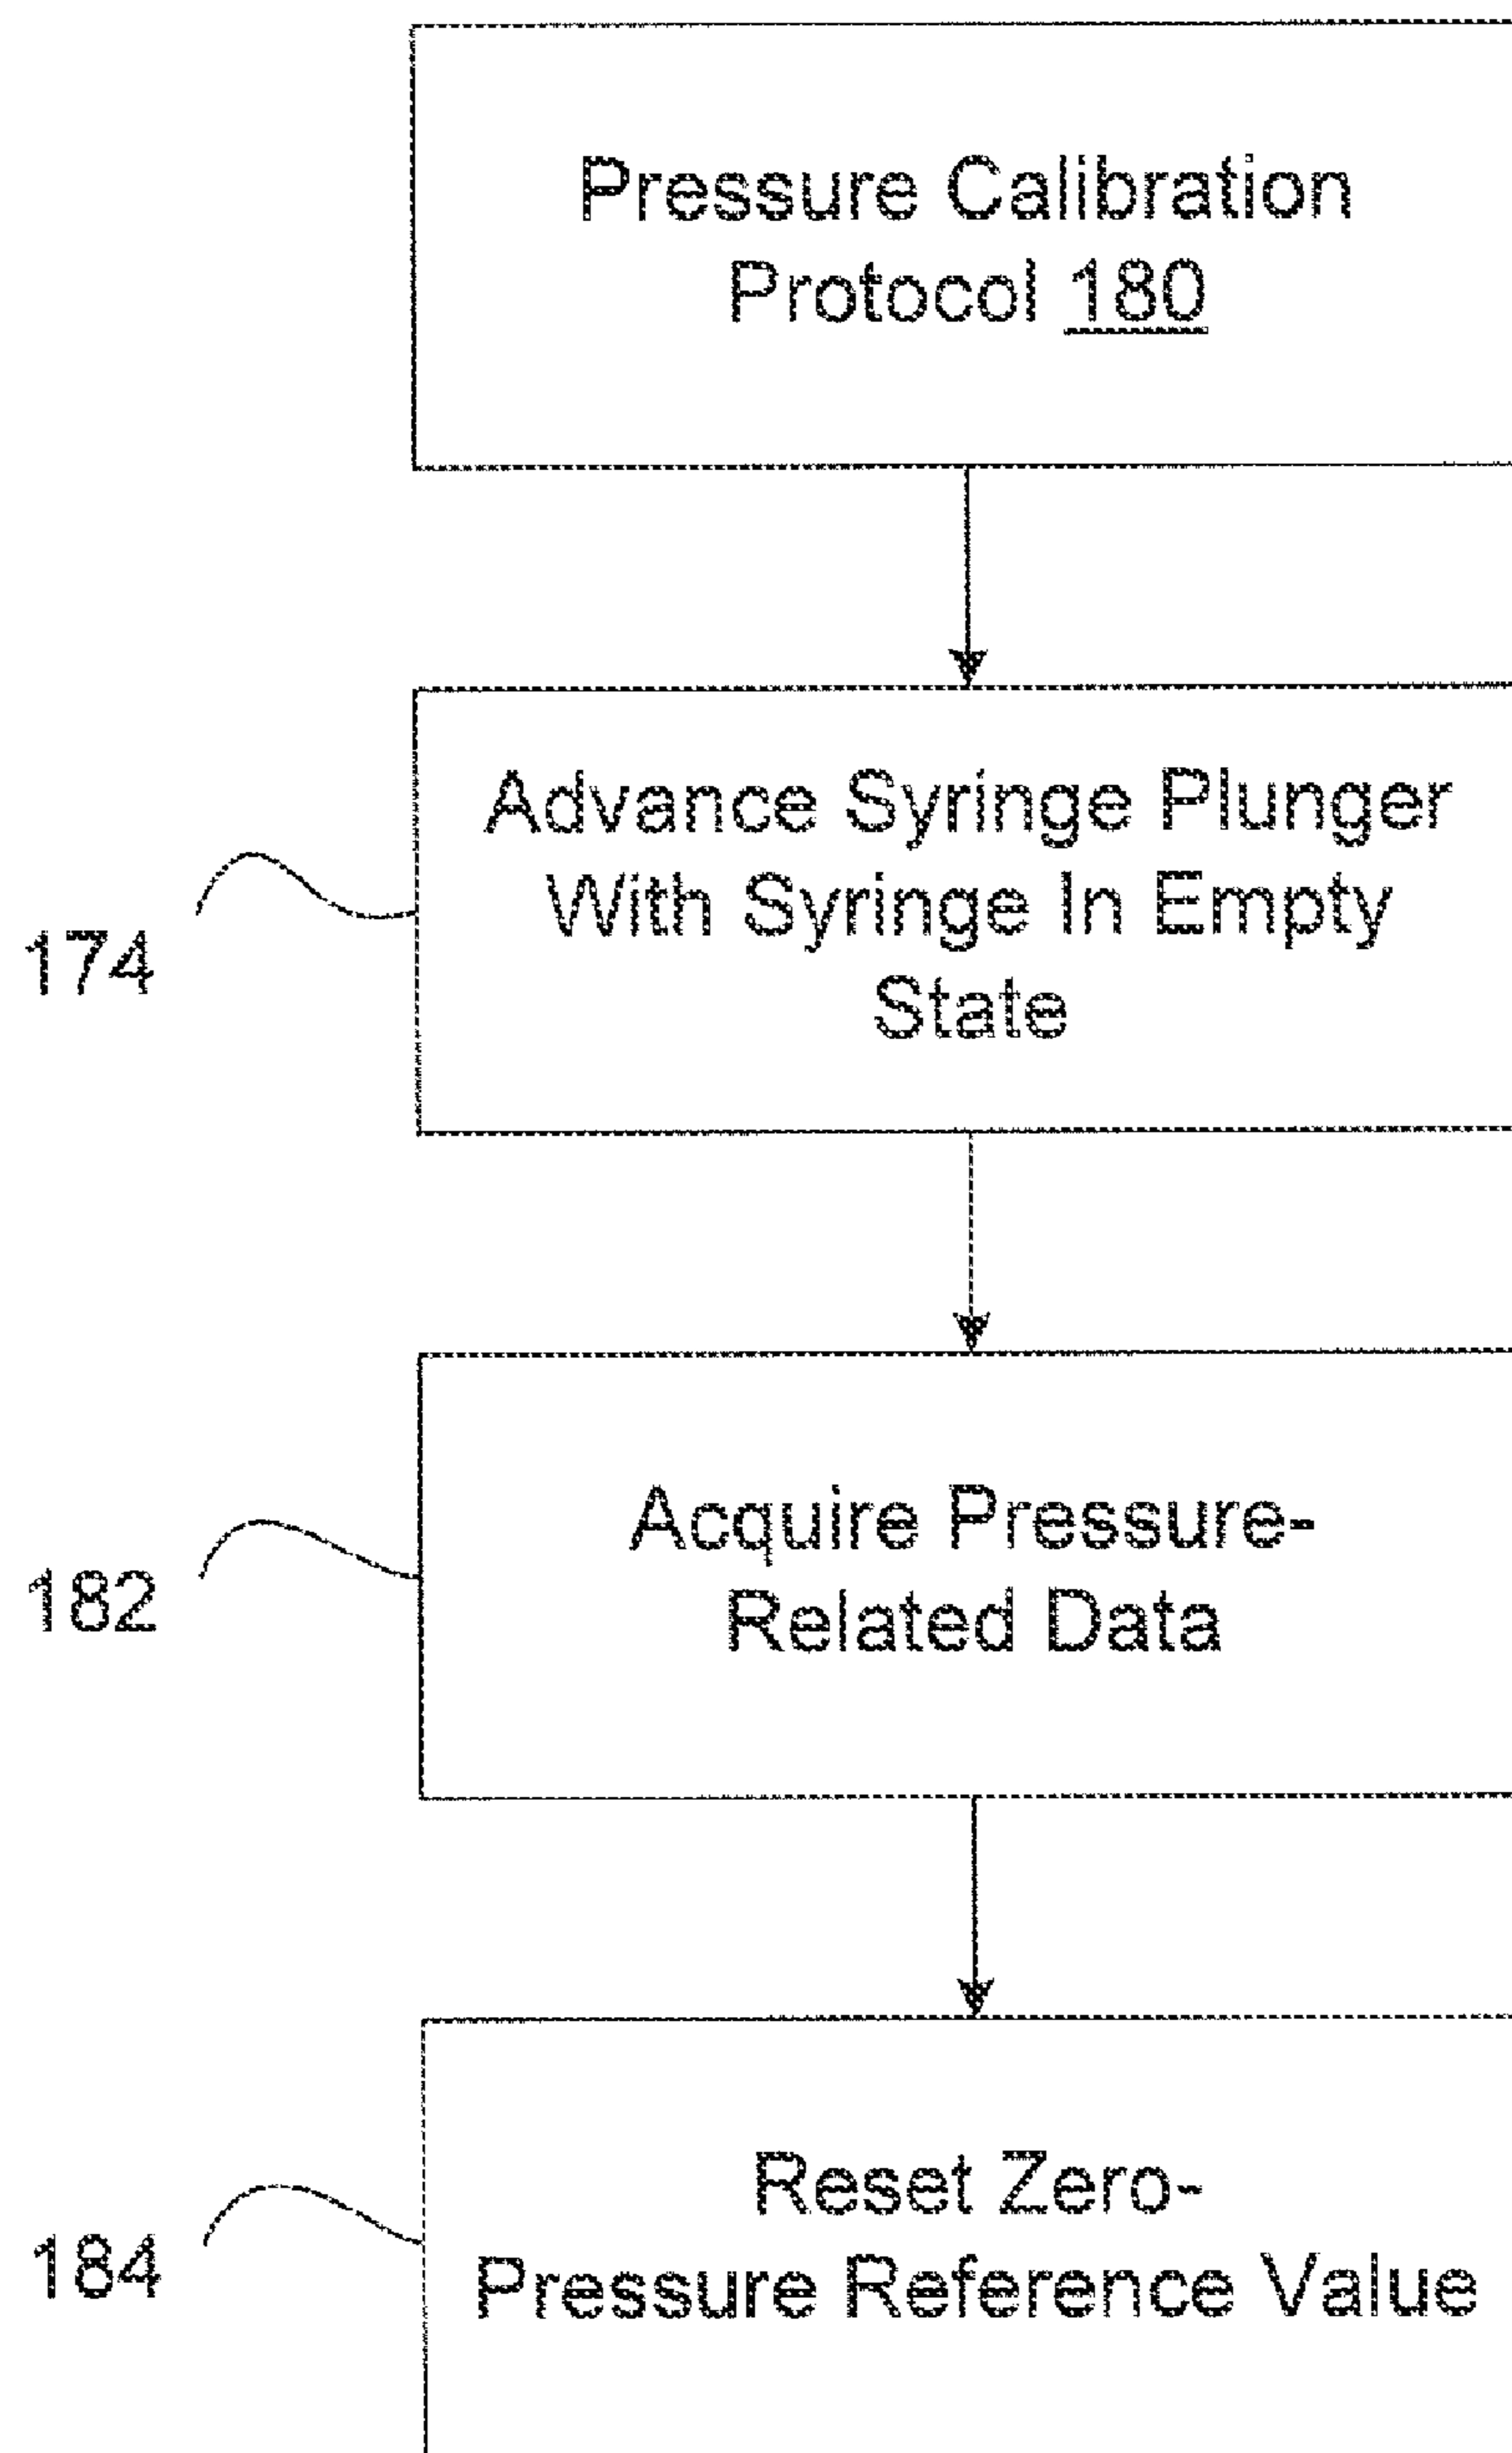 Pressure Calibration
Protocol 180
Advance Syringe Plunger
With Syringe In Empty
State
174
Acquire Pressure-
Related Data
182
Reset Zero-
Pressure Reference Value
184